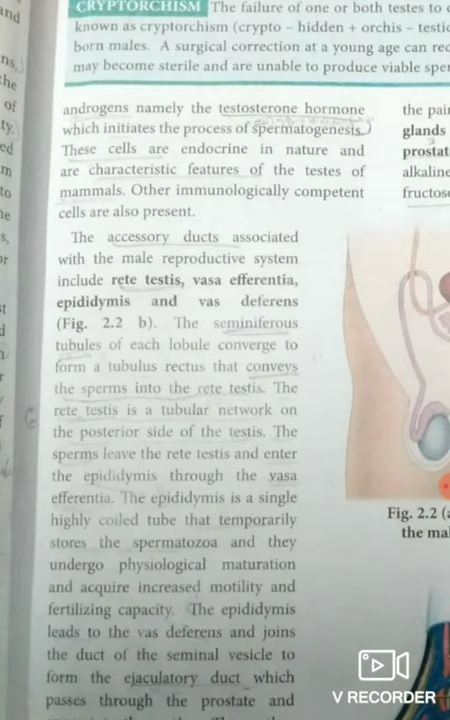 and
CRYPTORCHISM The failure of one or both testes to
known as cryptorchism (crypto – hidden + orchis –
born males. A surgical correction at a young age can
may become sterile and are unable to produce viable
androgens namely the testosterone hormone
which initiates the process of spermatogenesis.
These cells are endocrine in nature and
are characteristic features of the testes of
mammals. Other immunologically competent
cells are also present.
The accessory ducts associated
with the male reproductive system
include rete testis, vasa efferentia,
epididymis and vas deferens
(Fig. 2.2 b). The seminiferous
tubules of each lobule converge to
form a tubulus rectus that conveys
the sperms into the rete testis. The
rete testis is a tubular network on
the posterior side of the testis. The
sperms leave the rete testis and enter
the epididymis through the vasa
efferentia. The epididymis is a single
highly coiled tube that temporarily
stores the spermatozoa and they
undergo physiological maturation
and acquire increased motility and
fertilizing capacity. The epididymis
leads to the vas deferens and joins
the duct of the seminal vesicle to
form the ejaculatory duct which
passes through the prostate and
the
glands
alkaline
fructose
Fig. 2.2 (a
the
V RECORDER